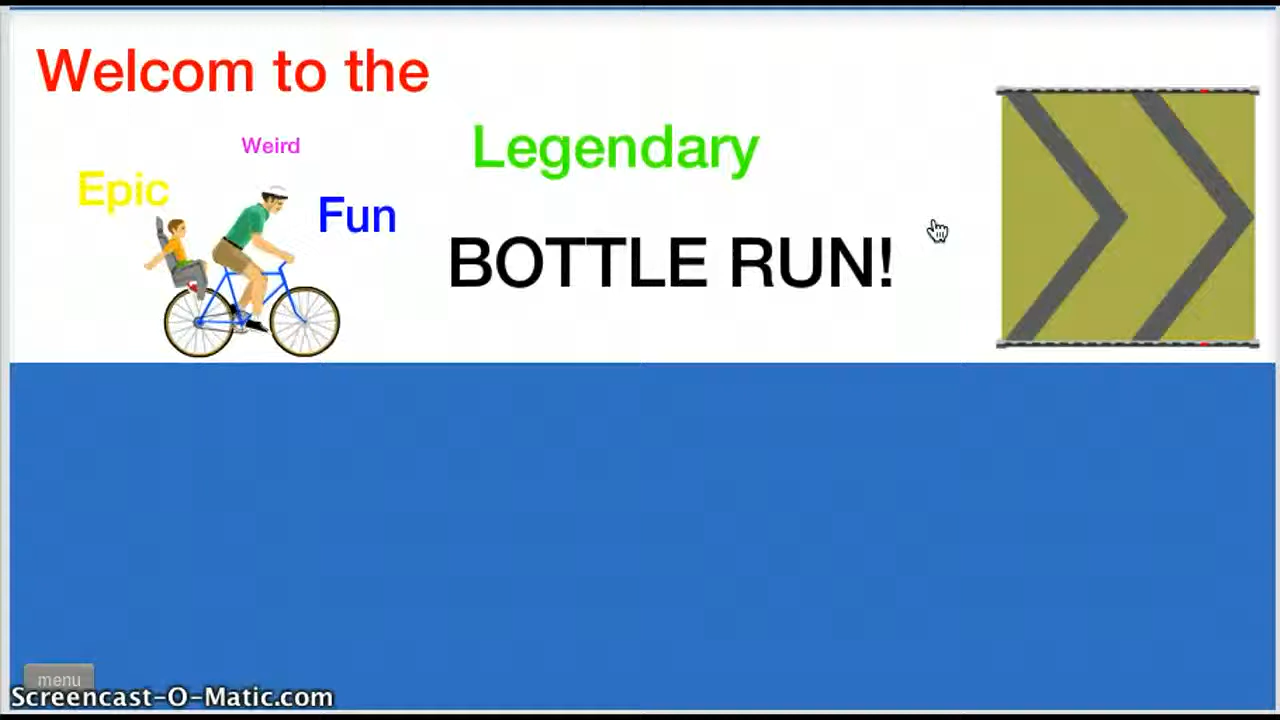 Welcom to the
Weird
Epic
Fun
Legendary
BOTTLE RUN!
menu
Screencast-O-Matic.com